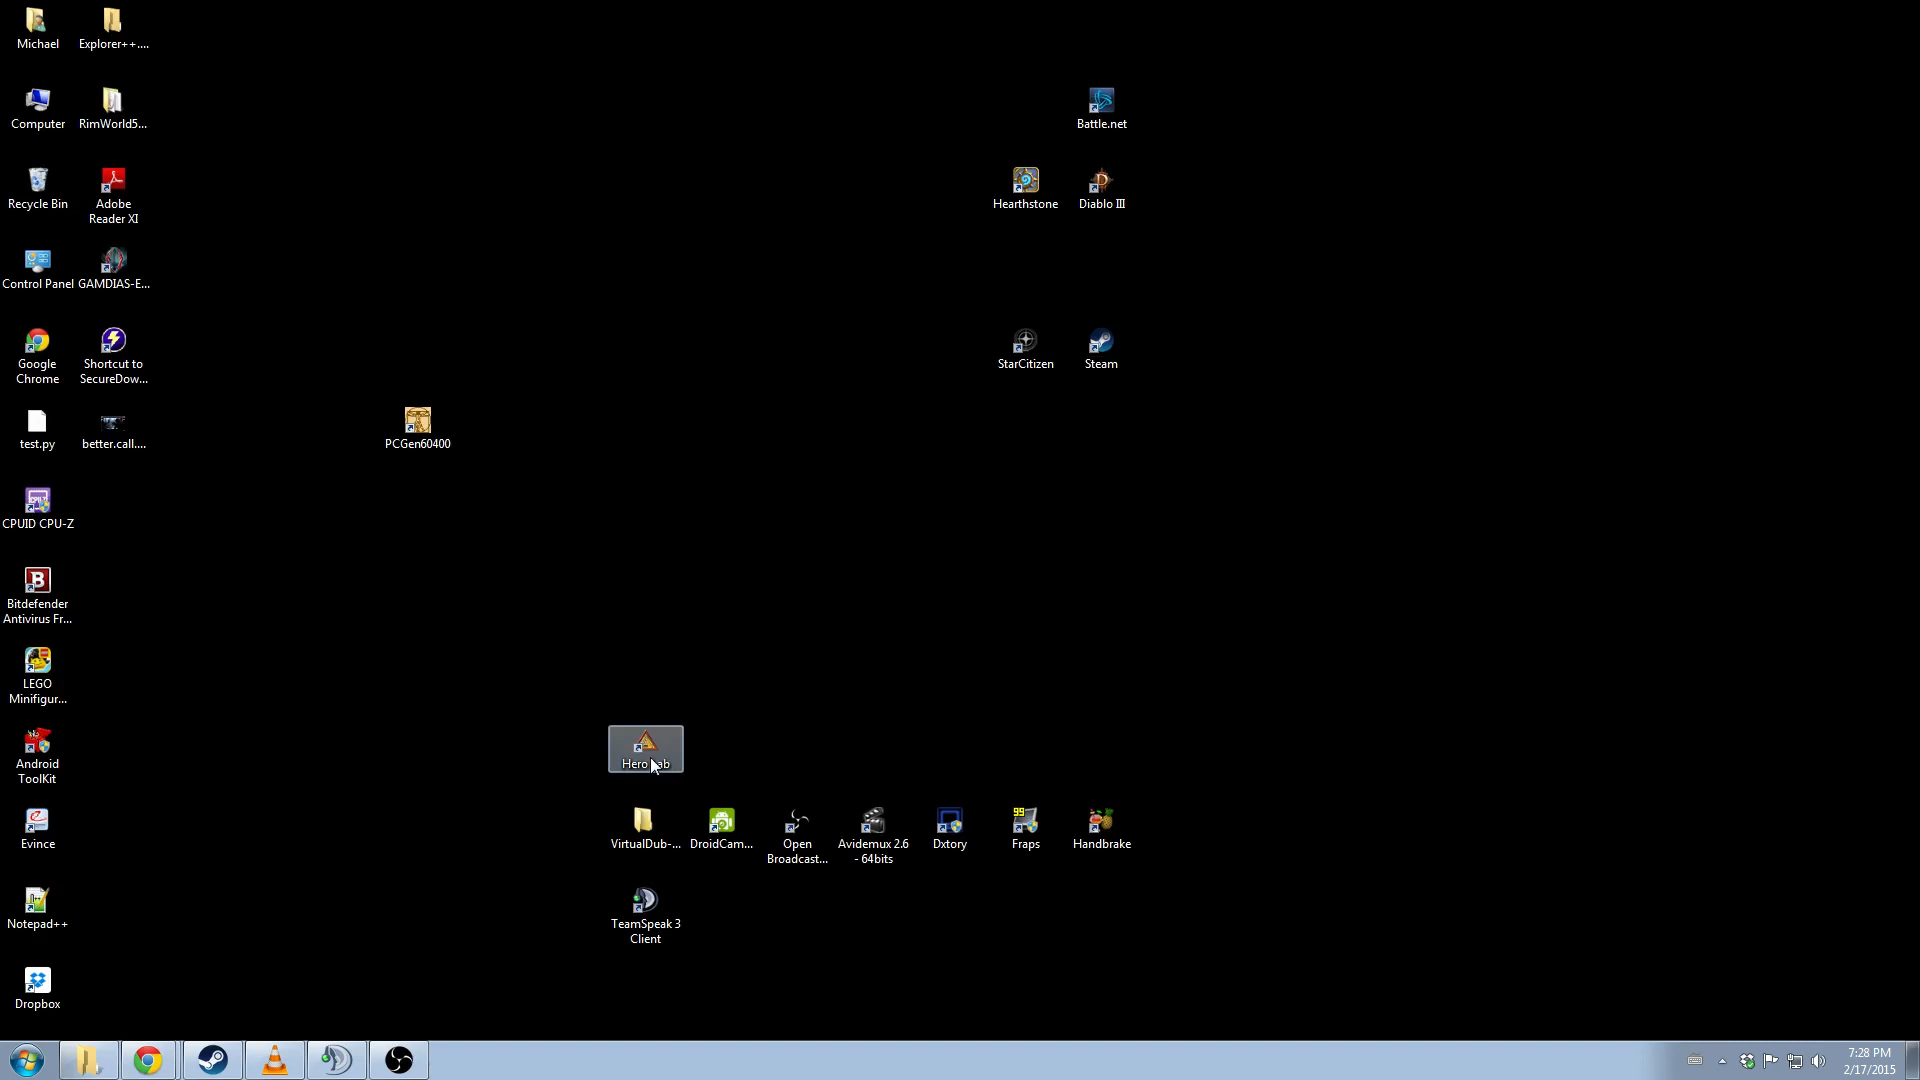 Michael
Explorer++....
Computer
RimWorld5...
Battle.net
Recycle Bin
Adobe
Reader XI
Hearthstone
Diablo III
Control Panel
GAMDIAS-E...
Google
Chrome
Shortcut to
SecureDow...
StarCitizen
Steam
test.py
better.call....
PCGen60400
CPUID CPU-Z
Bitdefender
Antivirus Fr...
LEGO
Minifigur...
Android
ToolKit
Hero Lab
Evince
VirtualDub-...
DroidCam...
Open
Broadcast...
Avidemux 2.6
- 64bits
Dxtory
99
Fraps
Handbrake
Notepad++
TeamSpeak 3
Client
Dropbox
7:28 PM
2/17/2015